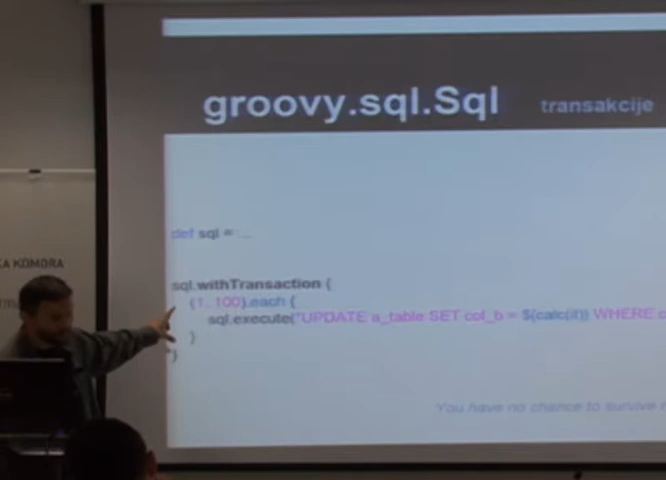 groovy.sql.Sql transakcije
def sql = ...
sql.withTransaction {
(1..100).each {
sql.execute("UPDATE a_table SET col_b = ${calc(it)} WHERE
}
}
KA KOMORA
You have no chance to survive